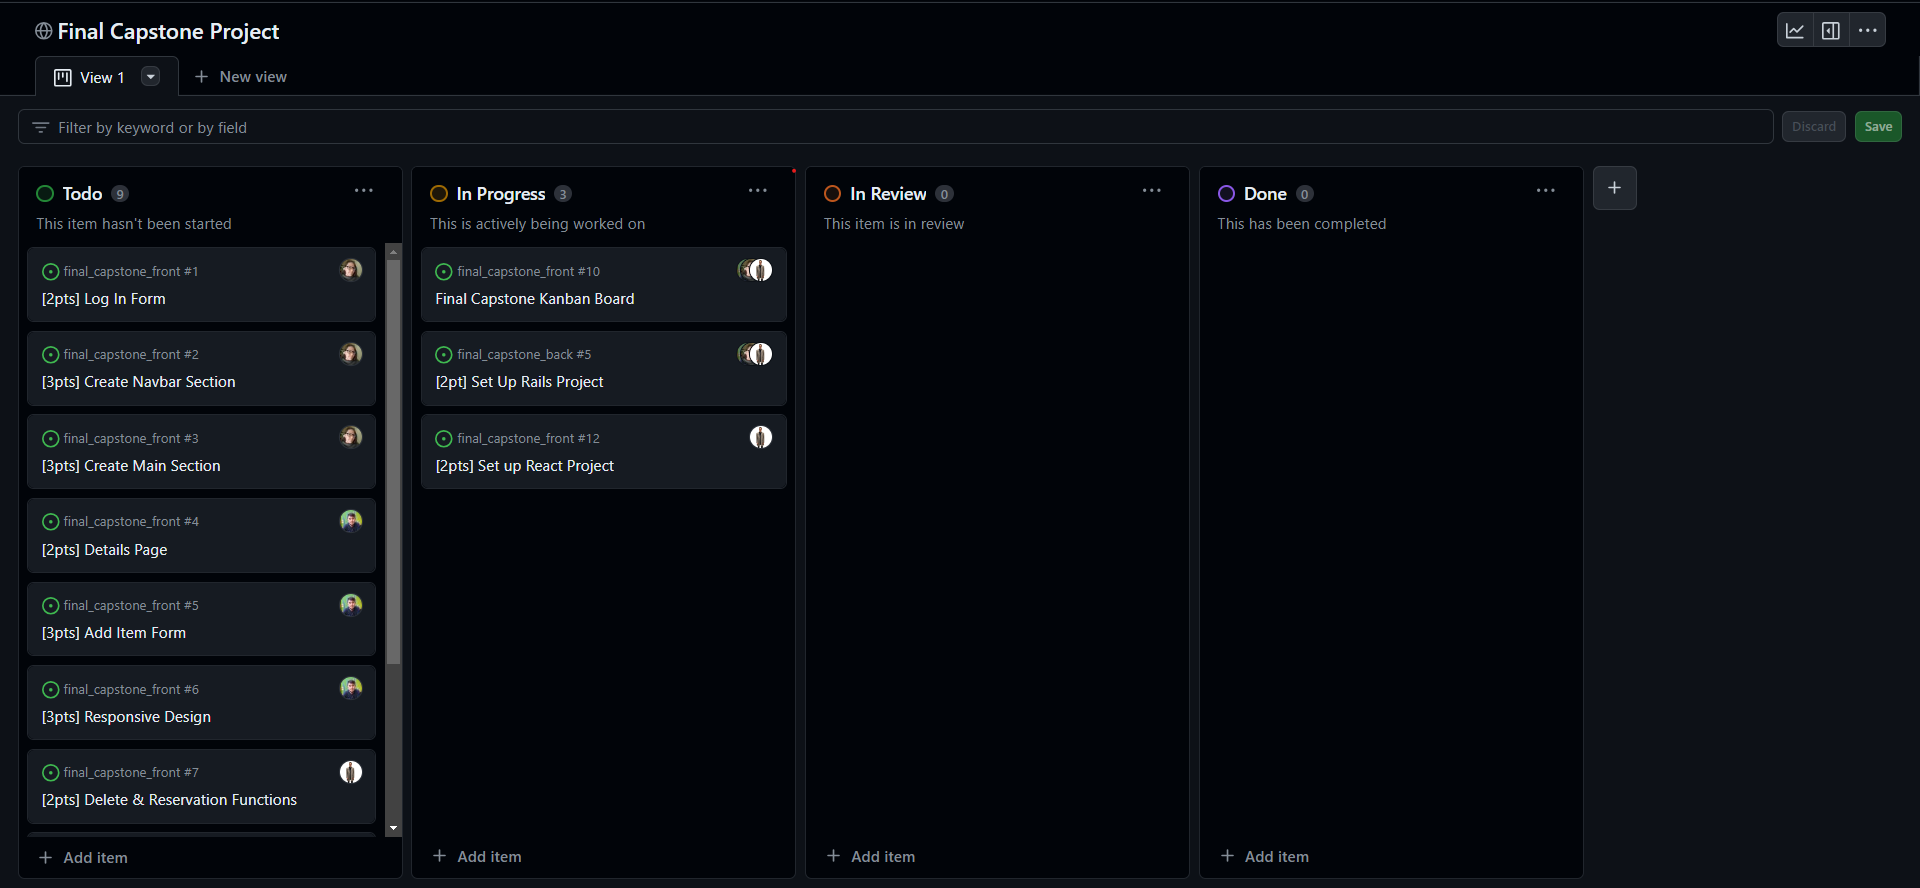 Final Capstone Project
View 1
New view
Filter by keyword or by field
Discard
Save
Todo 9
This item hasn't been started
final_capstone_front #1
[2pts] Log In Form
final_capstone_front #2
[3pts] Create Navbar Section
final_capstone_front #3
[3pts] Create Main Section
final_capstone_front #4
[2pts] Details Page
final_capstone_front #5
[3pts] Add Item Form
final_capstone_front #6
[3pts] Responsive Design
final_capstone_front #7
[2pts] Delete & Reservation Functions
Add item
In Progress 3
This is actively being worked on
final_capstone_front #10
Final Capstone Kanban Board
final_capstone_back #5
[2pt] Set Up Rails Project
final_capstone_front #12
[2pts] Set up React Project
Add item
In Review 0
This item is in review
Add item
Done 0
This has been completed
Add item